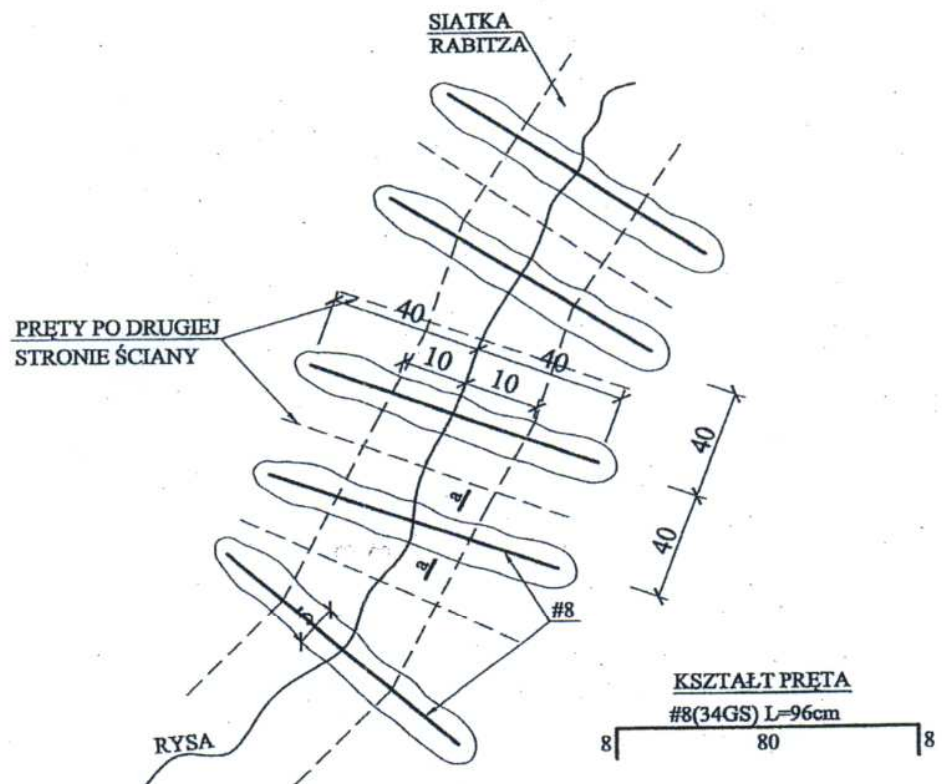 SIATKA
RABITZA
40
40
10
10
PRĘTY PO DRUGIEJ
STRONIE ŚCIANY
40
a
40
a
5
#8
KSZTAŁT PRĘTA
#8(34GS) L=96cm
8
80
8
RYSA